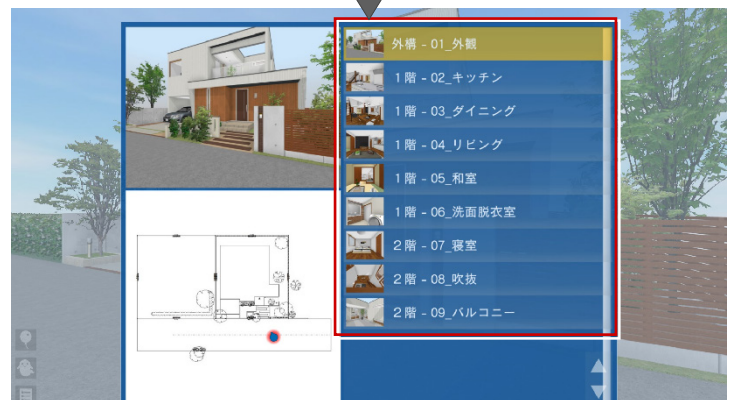 外構 - 01_外観
1階 - 02_キッチン
1階 - 03_ダイニング
1階 - 04_リビング
1階 - 05_和室
1階 - 06_洗面脱衣室
2階 - 07_寝室
2階 - 08_吹抜
2階 - 09_バルコニー